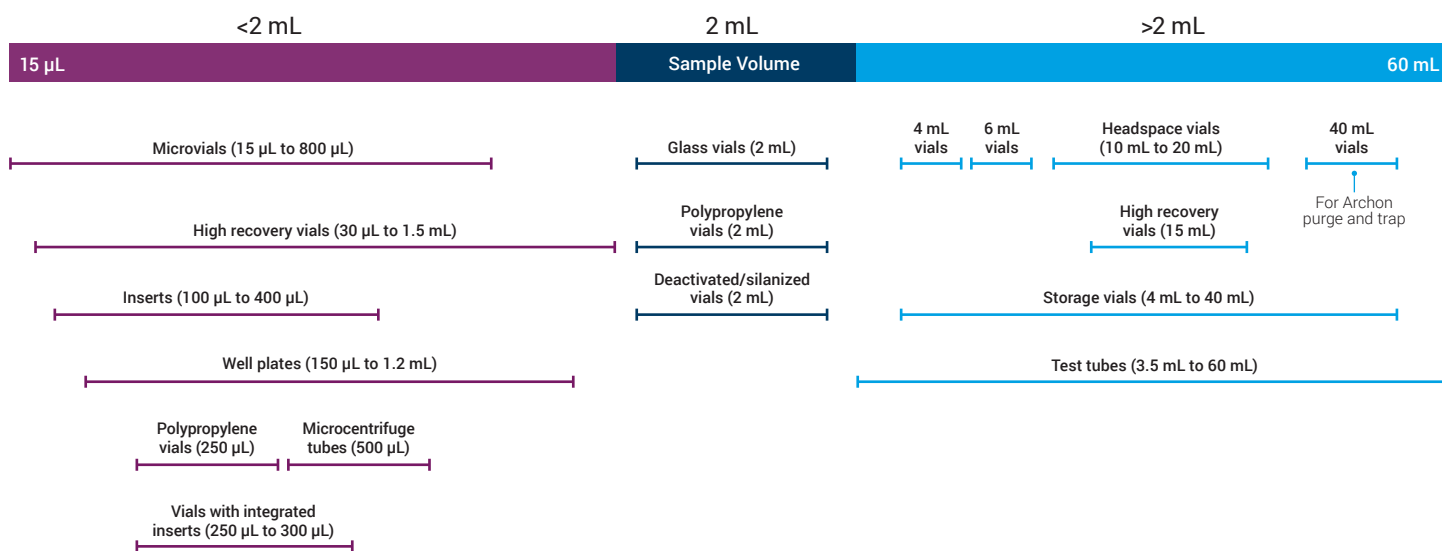 <2 mL
2 mL
>2 mL
15 µL
Sample Volume
60 mL
Microvials (15 µL to 800 µL)
Glass vials (2 mL)
4 mL
vials
6 mL
vials
Headspace vials
(10 mL to 20 mL)
40 mL
vials
For Archon
purge and trap
High recovery vials (30 µL to 1.5 mL)
Polypropylene
vials (2 mL)
High recovery
vials (15 mL)
Inserts (100 µL to 400 µL)
Deactivated/silanized
vials (2 mL)
Storage vials (4 mL to 40 mL)
Well plates (150 µL to 1.2 mL)
Test tubes (3.5 mL to 60 mL)
Polypropylene
vials (250 µL)
Microcentrifuge
tubes (500 µL)
Vials with integrated
inserts (250 µL to 300 µL)